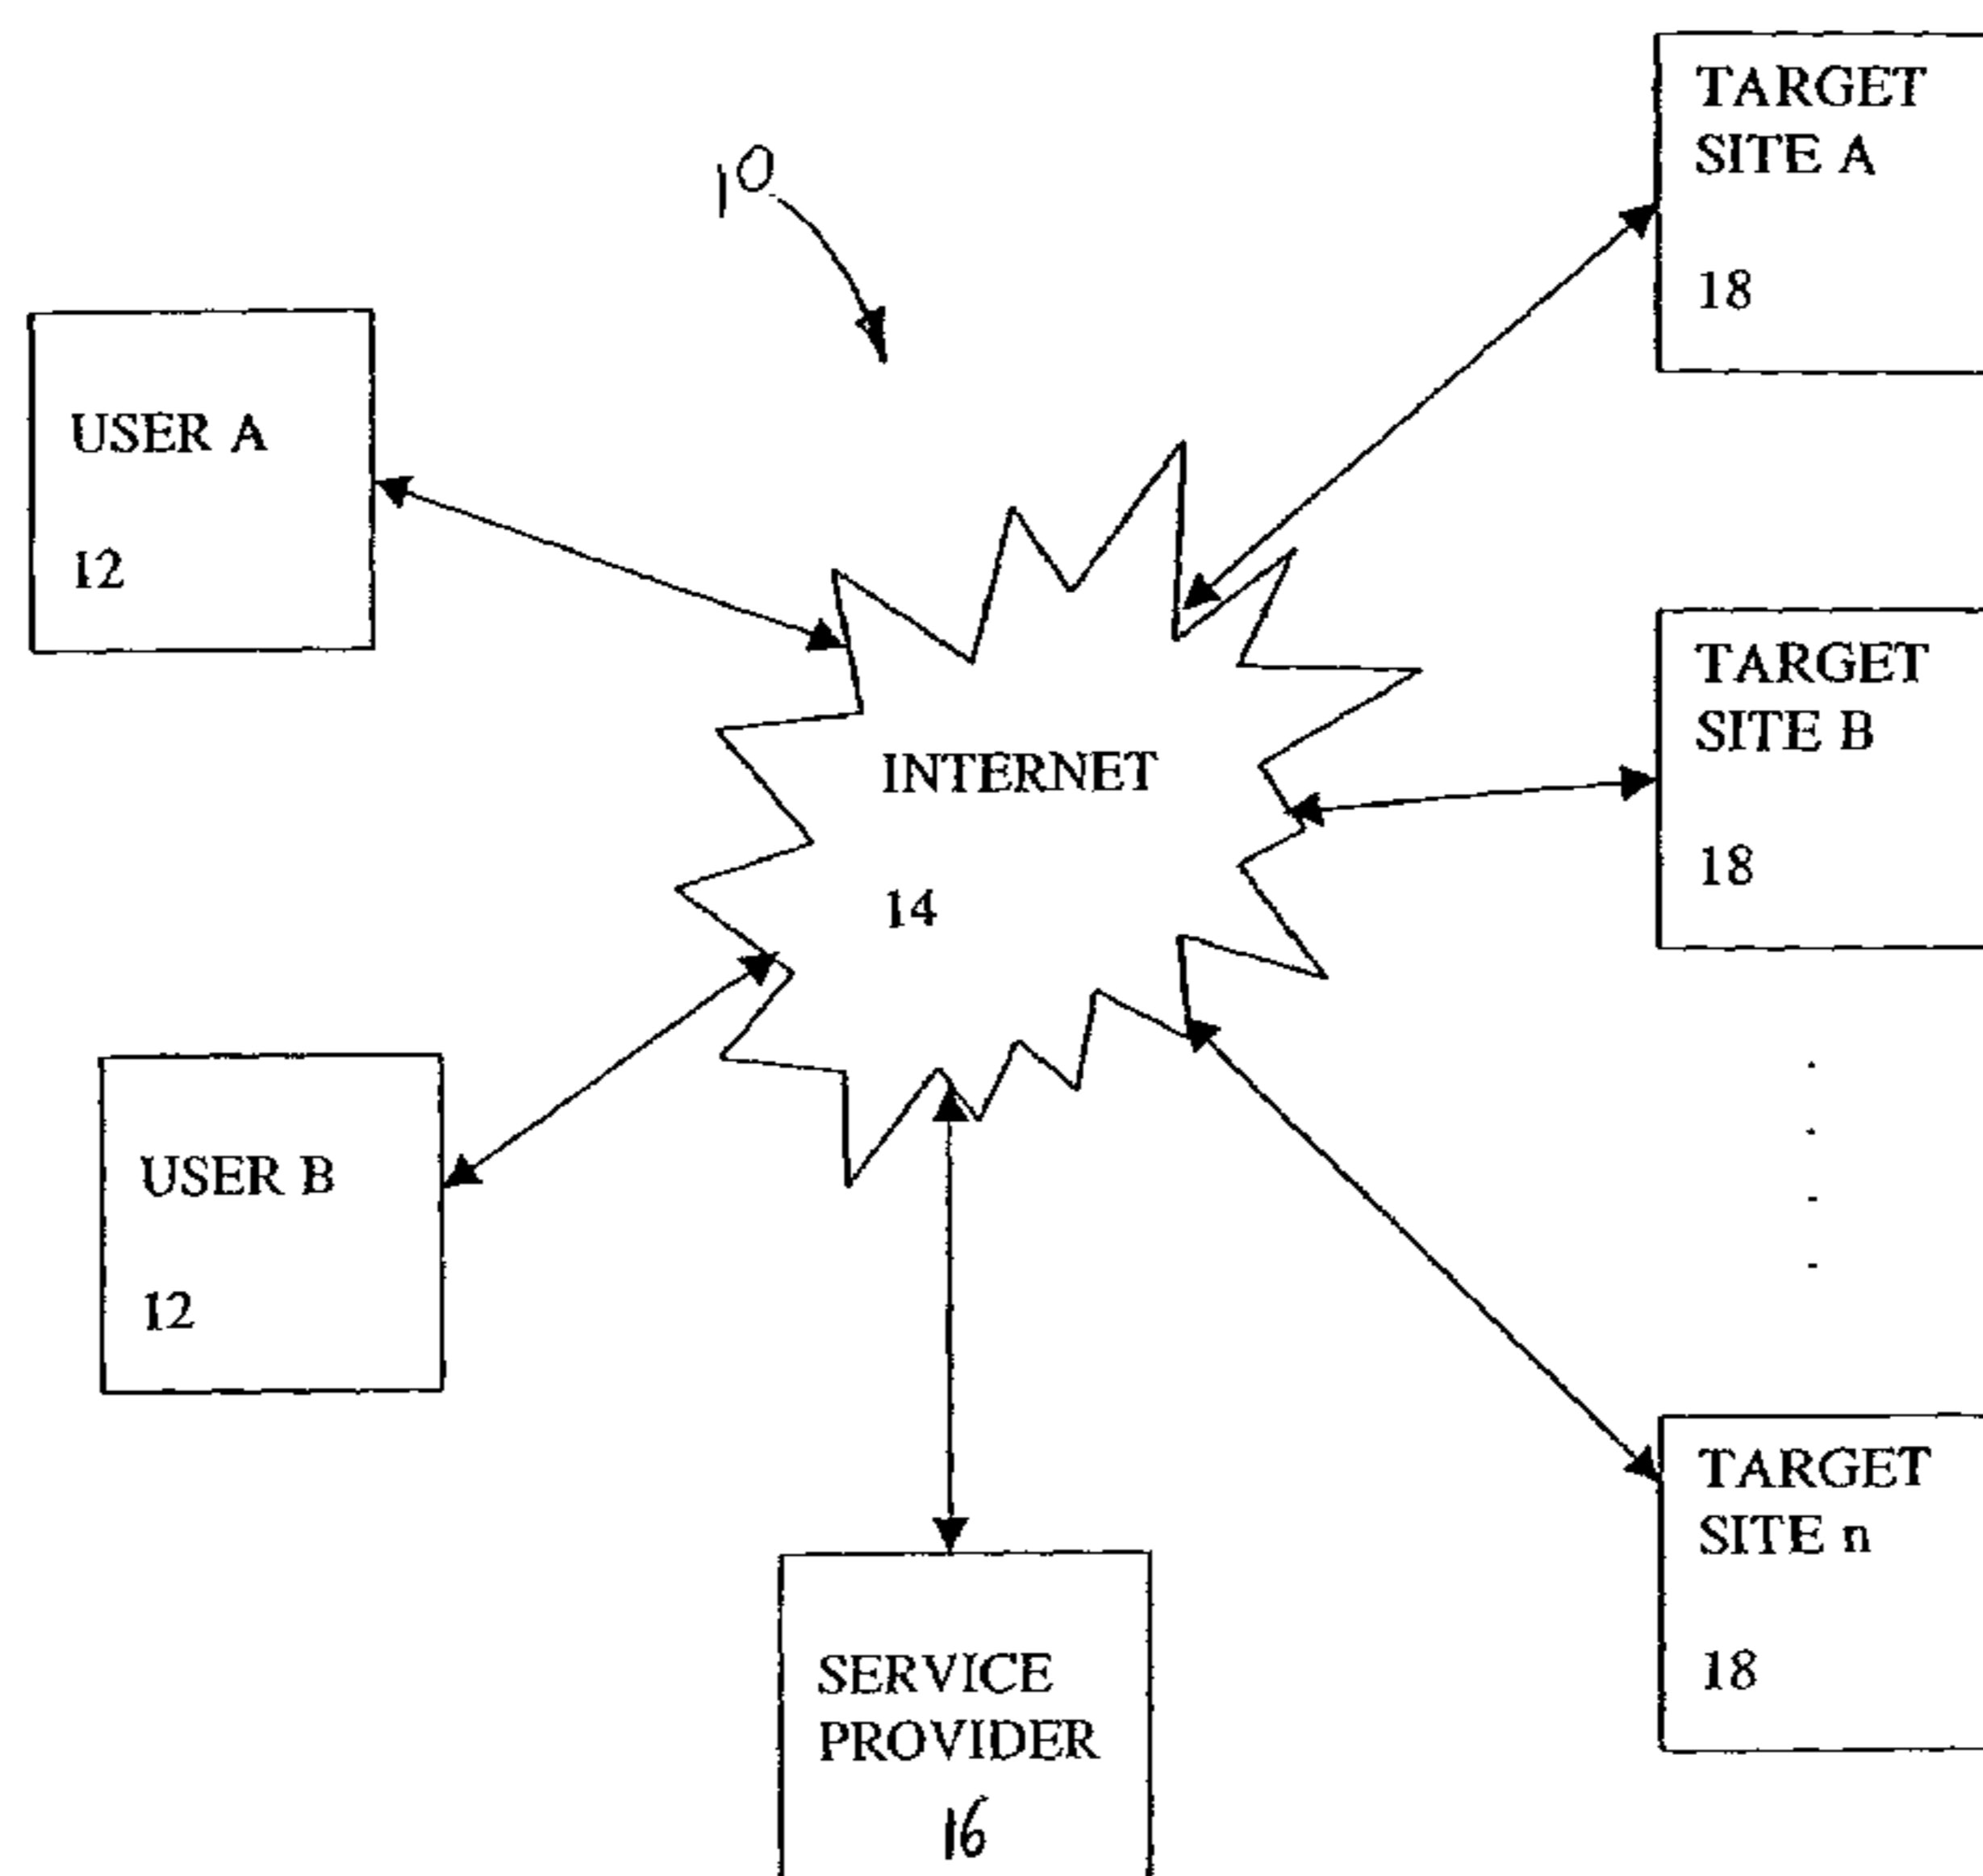 10
TARGET
SITE A
18
USER A
12
INTERNET
14
TARGET
SITE B
18
USER B
12
TARGET
SITE n
18
SERVICE
PROVIDER
16